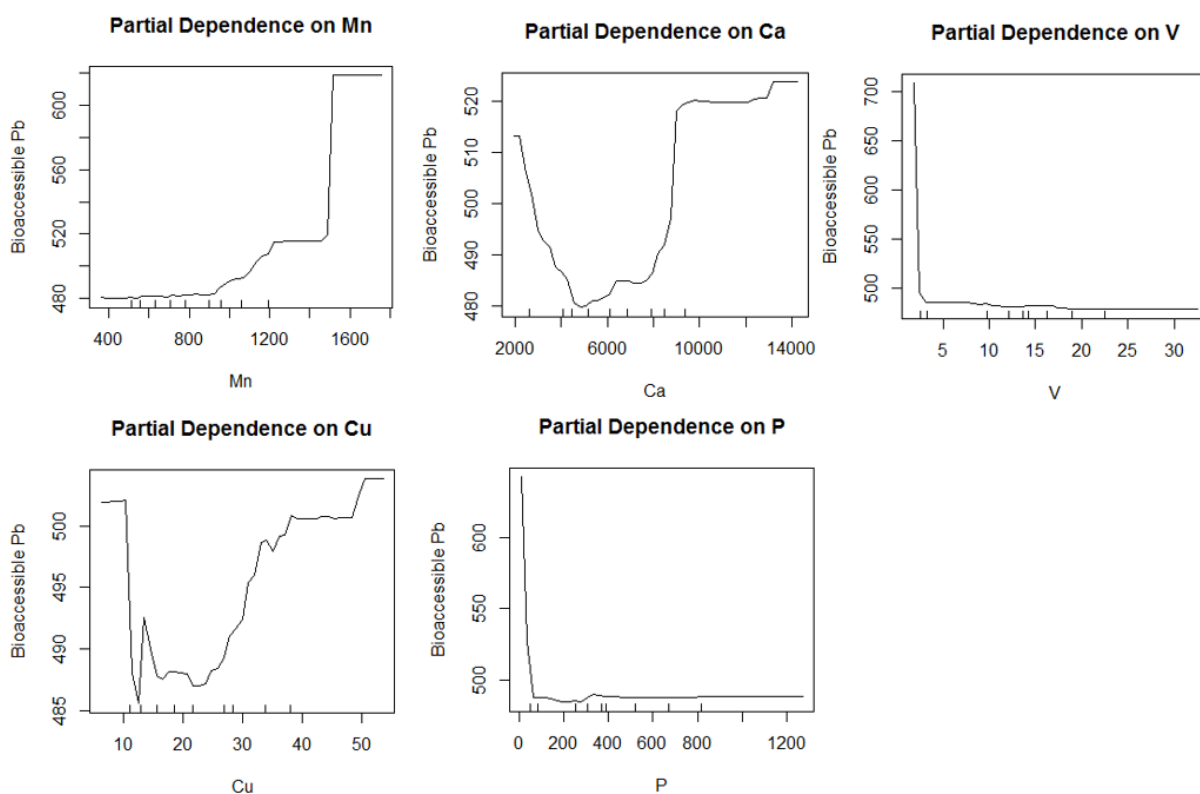 Partial Dependence on Mn
Bioaccessible Pb
480 520 560 600
400 800 1200 1600
Mn
Partial Dependence on Ca
Bioaccessible Pb
480 490 500 510 520
2000 6000 10000 14000
Ca
Partial Dependence on V
Bioaccessible Pb
500 550 600 650 700
5 10 15 20 25 30
V
Partial Dependence on Cu
Bioaccessible Pb
485 490 495 500
10 20 30 40 50
Cu
Partial Dependence on P
Bioaccessible Pb
500 550 600
0 200 400 600 800 1200
P